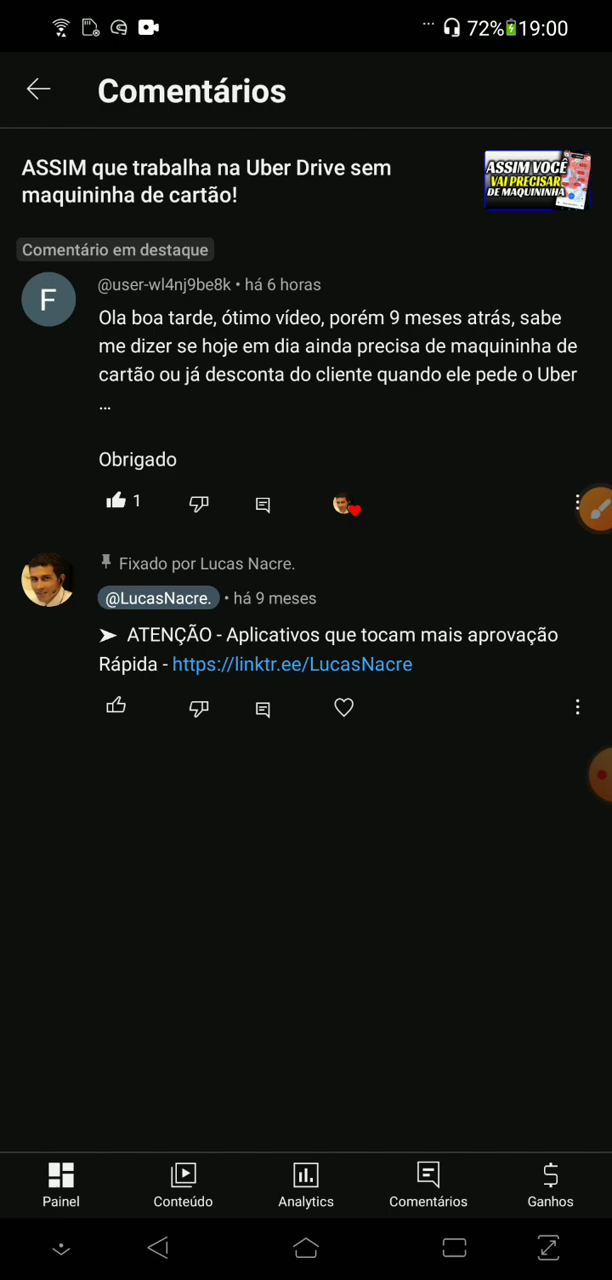 72% 19:00
Comentários
ASSIM que trabalha na Uber Drive sem
maquininha de cartão!
ASSIM VOCÊ
VAI PRECISAR
DE MAQUININHA
Comentário em destaque
F
@user-wl4nj9be8k • há 6 horas
Ola boa tarde, ótimo vídeo, porém 9 meses atrás, sabe
me dizer se hoje em dia ainda precisa de maquininha de
cartão ou já desconta do cliente quando ele pede o Uber
...
Obrigado
1
Fixado por Lucas Nacre.
@LucasNacre. • há 9 meses
➤ ATENÇÃO - Aplicativos que tocam mais aprovação
Rápida - https://linktr.ee/LucasNacre
Painel
Conteúdo
Analytics
Comentários
Ganhos